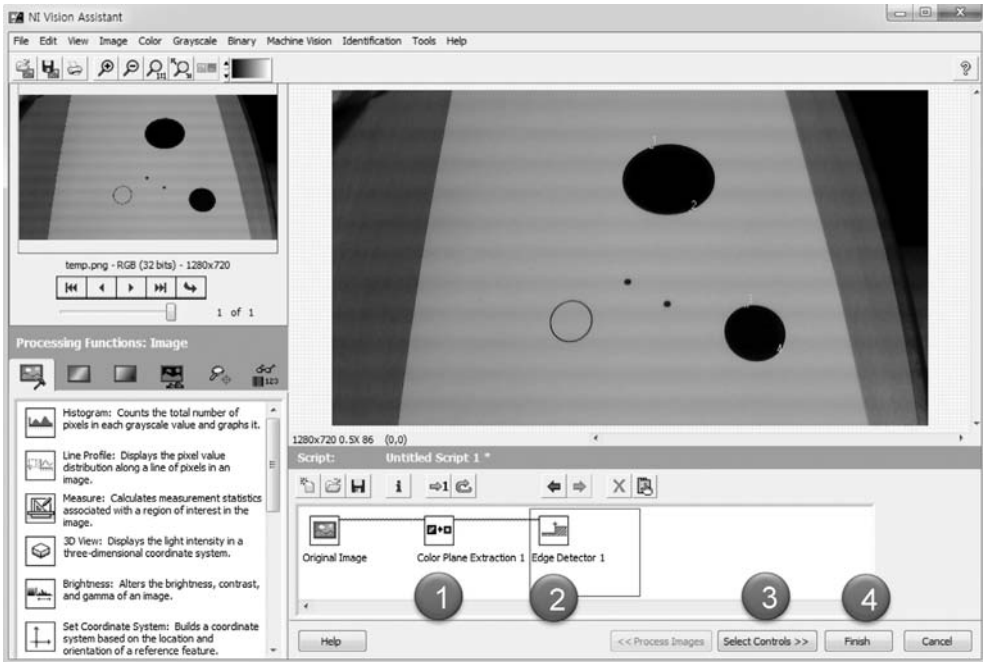 NI Vision Assistant
File Edit View Image Color Grayscale Binary Machine Vision Identification Tools Help
1:1
?
1
2
3
4
temp.png - RGB (32 bits) - 1280x720
1 of 1
Processing Functions: Image
123
Histogram: Counts the total number of
pixels in each grayscale value and graphs it.
Line Profile: Displays the pixel value
distribution along a line of pixels in an
image.
Measure: Calculates measurement statistics
associated with a region of interest in the
image.
3D View: Displays the light intensity in a
three-dimensional coordinate system.
Brightness: Alters the brightness, contrast,
and gamma of an image.
Set Coordinate System: Builds a coordinate
system based on the location and
orientation of a reference feature.
1280x720 0.5X 86 (0,0)
Script: Untitled Script 1 *
i
1
Original Image
Color Plane Extraction 1
Edge Detector 1
1
2
3
4
Help
<< Process Images
Select Controls >>
Finish
Cancel